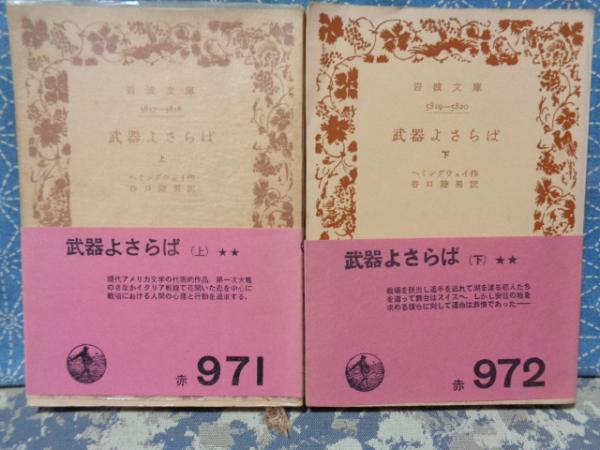 岩波文庫
5817—5818
武器よさらば
上
ヘミングウェイ作
谷口陸男訳
武器よさらば（上）★★
現代アメリカ文学の代表的作品．第一次大戦
のさなかイタリア戦線で花開いた恋を中心に
戦場における人間の心理と行動を追求する．
赤 971
岩波文庫
5819—5820
武器よさらば
下
ヘミングウェイ作
谷口陸男訳
武器よさらば（下）★★
戦場を脱出し追手を逃れて湖を渡る恋人たち
を追って舞台はスイスへ．しかし安住の地を
求める彼らに対して運命は非情であった——
赤 972